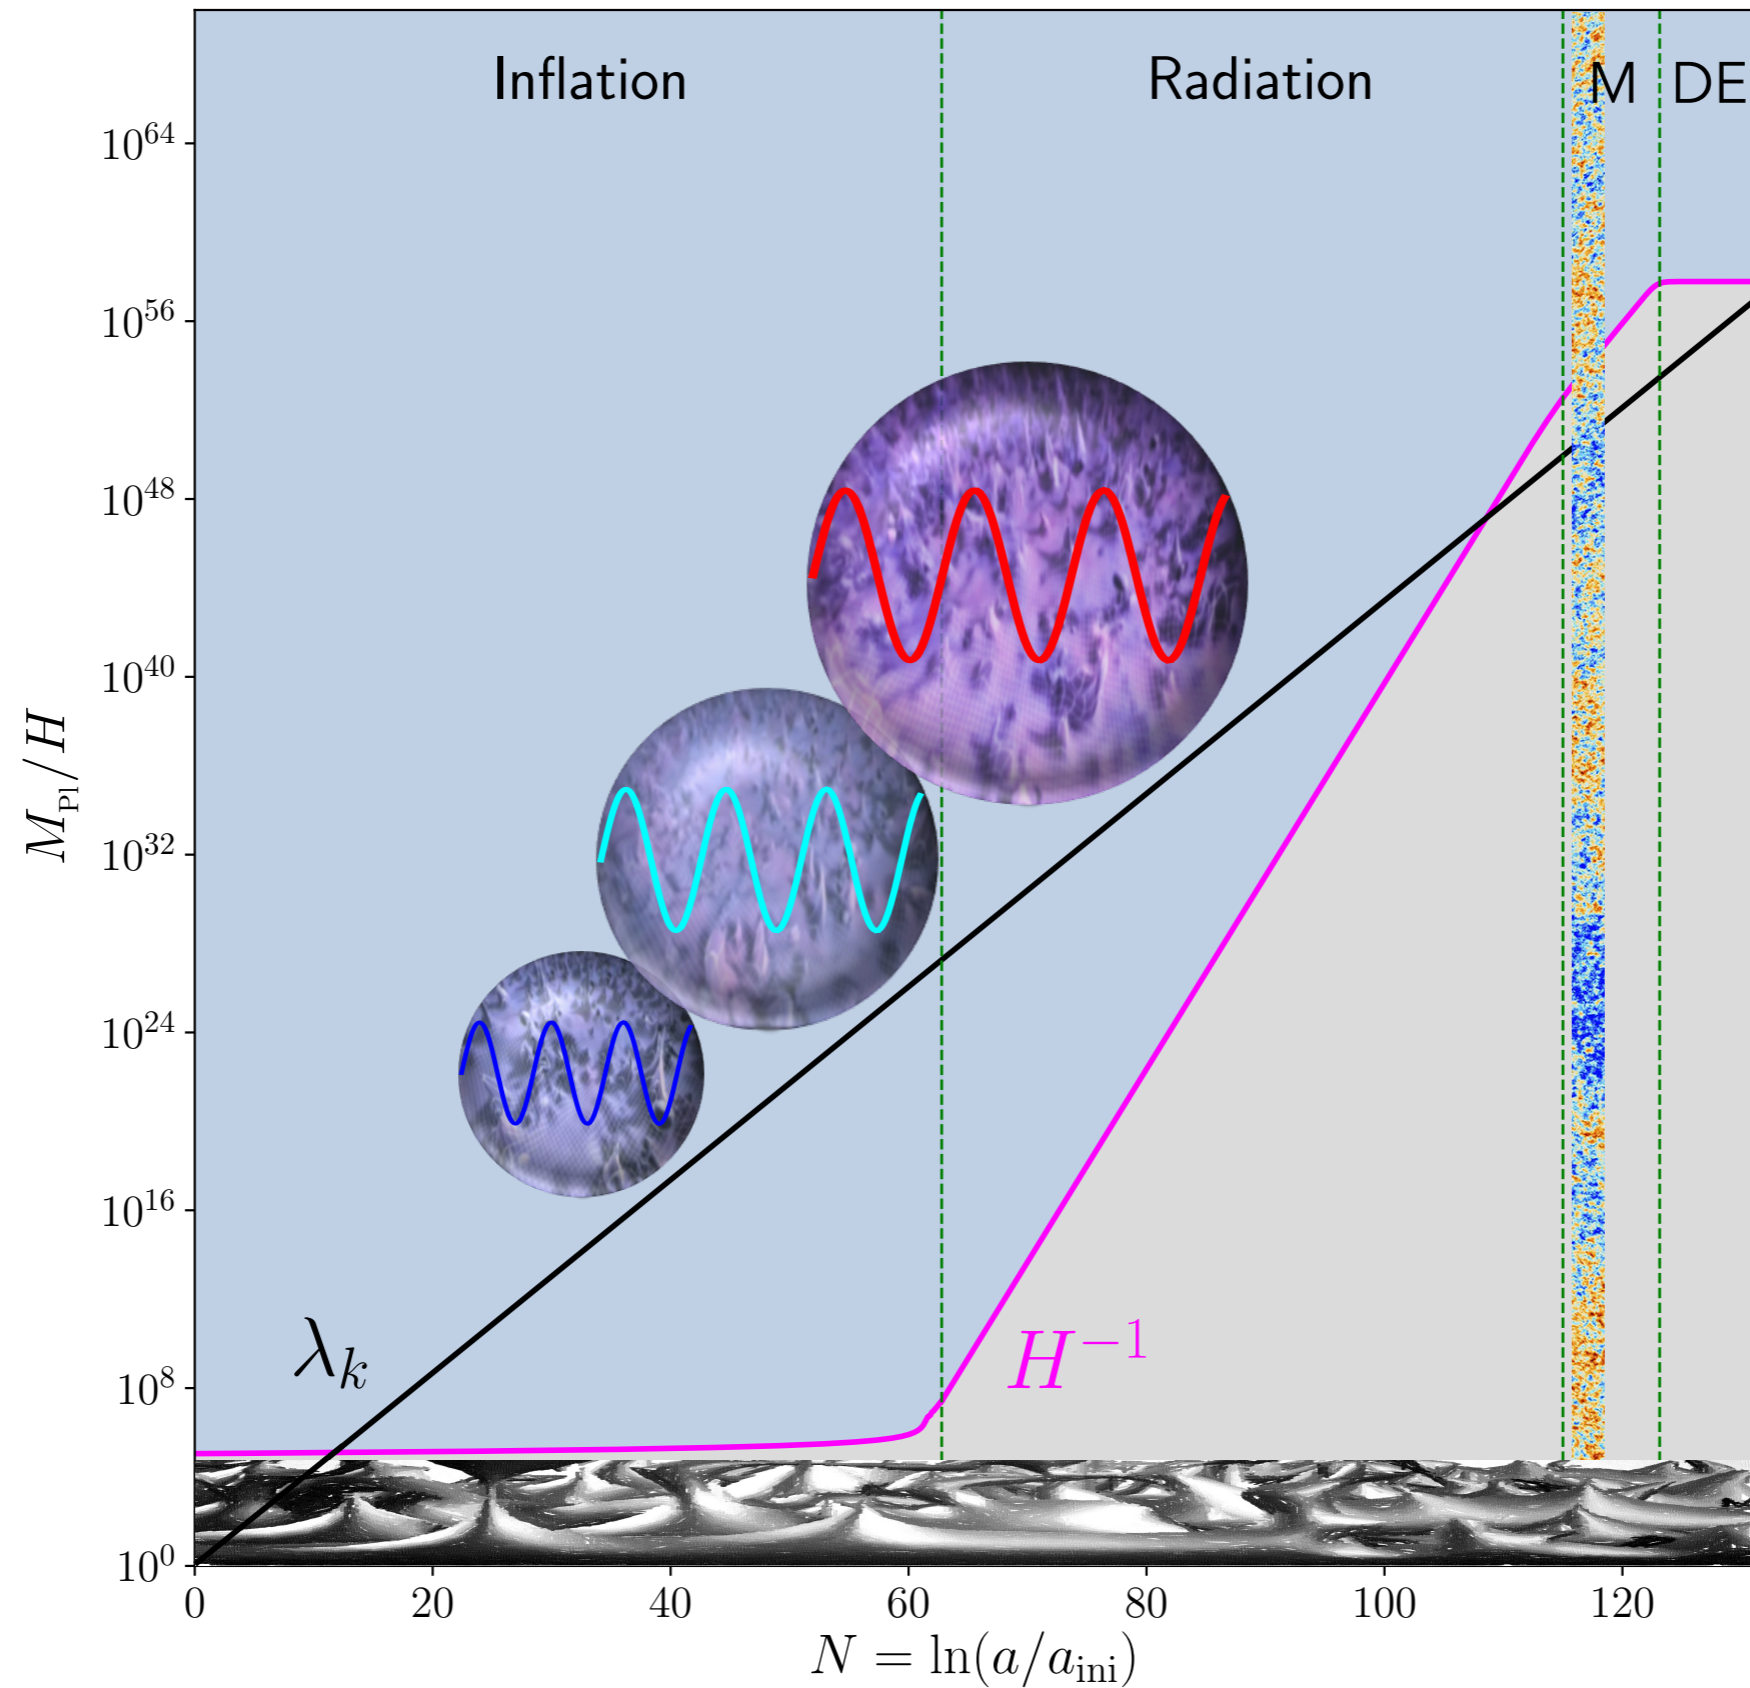 Inflation Radiation M DE
10^64
10^56
10^48
10^40
10^32
10^24
10^16
10^8
10^0
M_Pl/H
λ_k
H^−1
0 20 40 60 80 100 120
N = ln(a/a_ini)